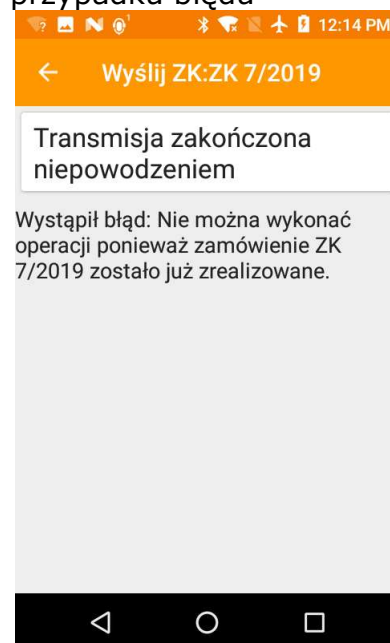 przypadku błędu
12:14 PM
Wyślij ZK:ZK 7/2019
Transmisja zakończona
niepowodzeniem
Wystąpił błąd: Nie można wykonać
operacji ponieważ zamówienie ZK
7/2019 zostało już zrealizowane.